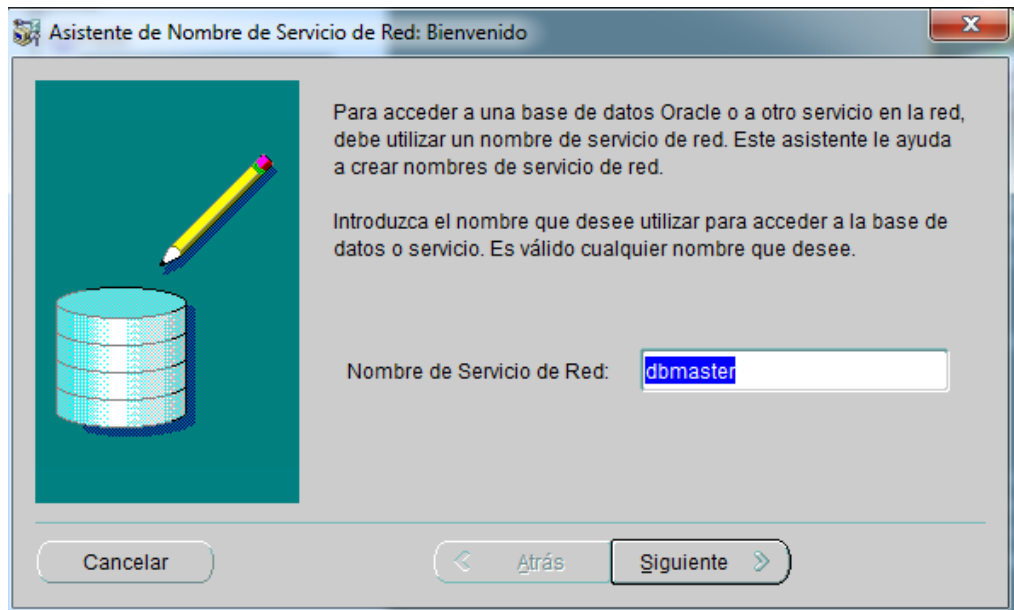 Asistente de Nombre de Servicio de Red: Bienvenido
Para acceder a una base de datos Oracle o a otro servicio en la red,
debe utilizar un nombre de servicio de red. Este asistente le ayuda
a crear nombres de servicio de red.
Introduzca el nombre que desee utilizar para acceder a la base de
datos o servicio. Es válido cualquier nombre que desee.
Nombre de Servicio de Red: dbmaster
Cancelar Atrás Siguiente